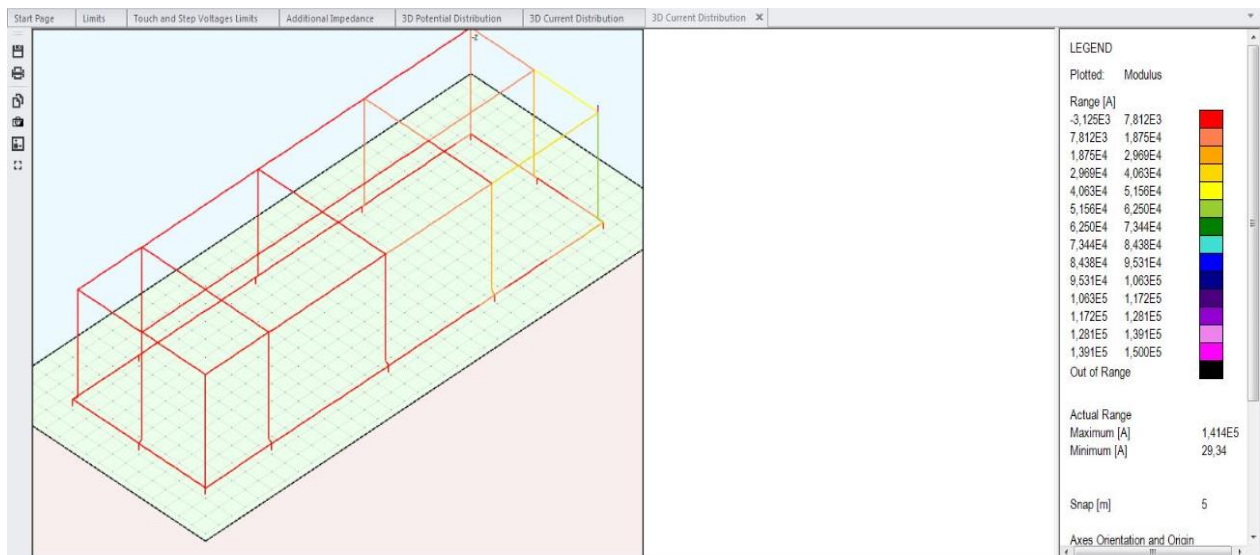 Start Page Limits Touch and Step Voltages Limits Additional Impedance 3D Potential Distribution 3D Current Distribution 3D Current Distribution X
-Z
LEGEND
Plotted: Modulus
Range [A]
-3,125E3 7,812E3
7,812E3 1,875E4
1,875E4 2,969E4
2,969E4 4,063E4
4,063E4 5,156E4
5,156E4 6,250E4
6,250E4 7,344E4
7,344E4 8,438E4
8,438E4 9,531E4
9,531E4 1,063E5
1,063E5 1,172E5
1,172E5 1,281E5
1,281E5 1,391E5
1,391E5 1,500E5
Out of Range
Actual Range
Maximum [A] 1,414E5
Minimum [A] 29,34
Snap [m] 5
Axes Orientation and Origin